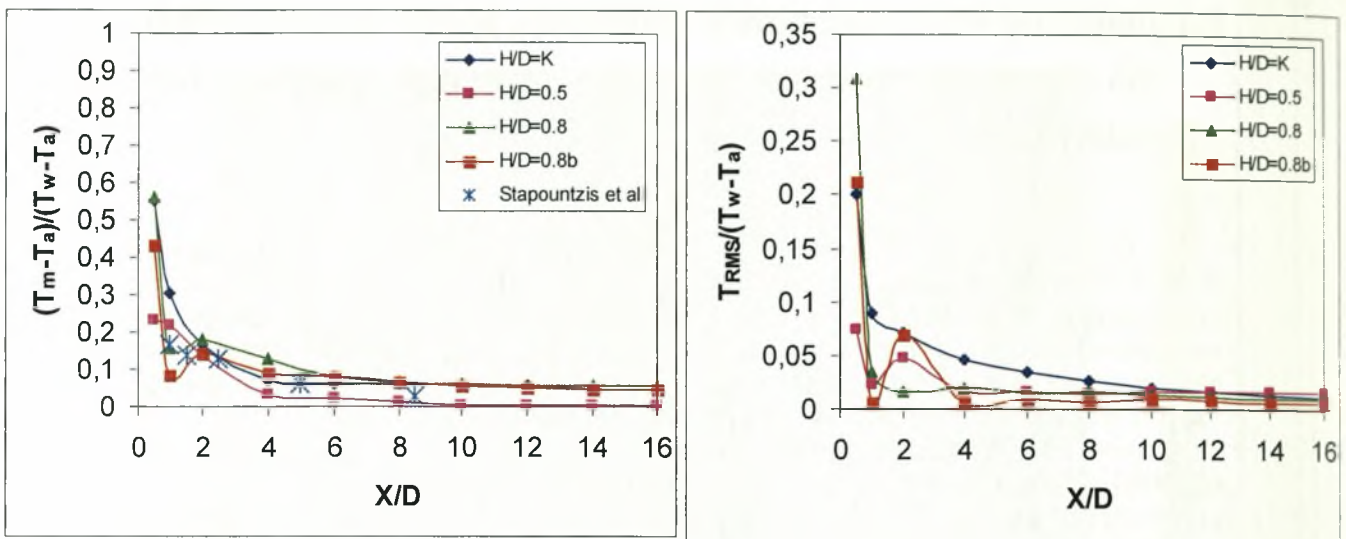 (Tm-Ta)/(Tw-Ta)
1
0,9
0,8
0,7
0,6
0,5
0,4
0,3
0,2
0,1
0
0 2 4 6 8 10 12 14 16
X/D
H/D=K
H/D=0.5
H/D=0.8
H/D=0.8b
Stapountzis et al
TRMS/(Tw-Ta)
0,35
0,3
0,25
0,2
0,15
0,1
0,05
0
0 2 4 6 8 10 12 14 16
X/D
H/D=K
H/D=0.5
H/D=0.8
H/D=0.8b